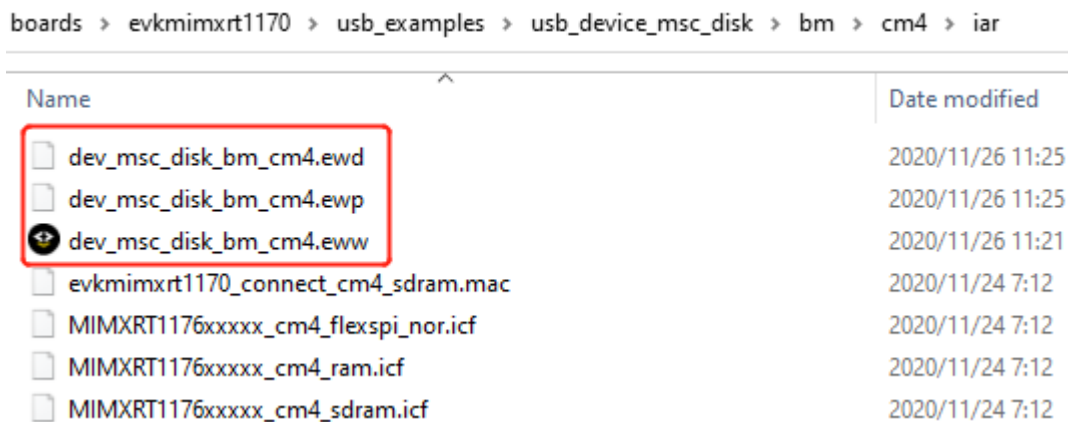 boards > evkmimxrt1170 > usb_examples > usb_device_msc_disk > bm > cm4 > iar
Name Date modified
dev_msc_disk_bm_cm4.ewd 2020/11/26 11:25
dev_msc_disk_bm_cm4.ewp 2020/11/26 11:25
dev_msc_disk_bm_cm4.eww 2020/11/26 11:21
evkmimxrt1170_connect_cm4_sdram.mac 2020/11/24 7:12
MIMXRT1176xxxxx_cm4_flexspi_nor.icf 2020/11/24 7:12
MIMXRT1176xxxxx_cm4_ram.icf 2020/11/24 7:12
MIMXRT1176xxxxx_cm4_sdram.icf 2020/11/24 7:12